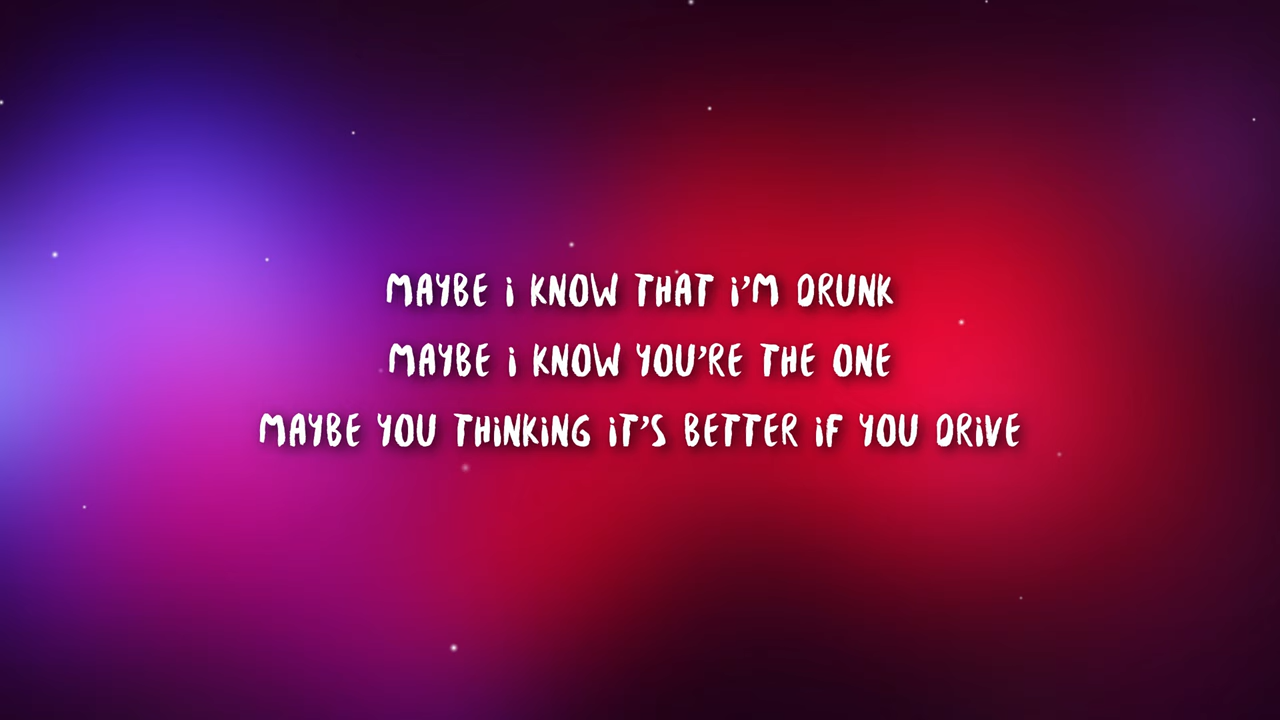 MAYBE i KNOW THAT i'M DRUNK
MAYBE i KNOW YOU'RE THE ONE
MAYBE YOU THiNKiNG iT'S BETTER iF YOU DRiVE